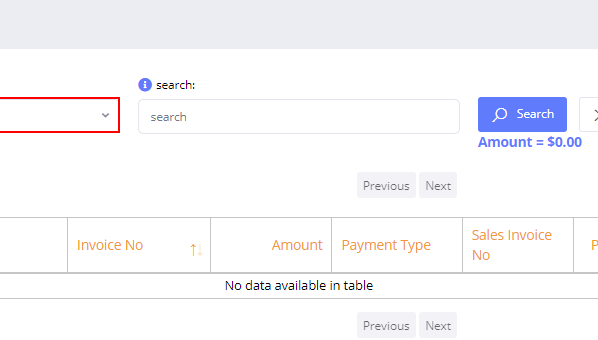 search:
search
Search
Amount = $0.00
Previous Next
Invoice No Amount Payment Type Sales Invoice No
No data available in table
Previous Next